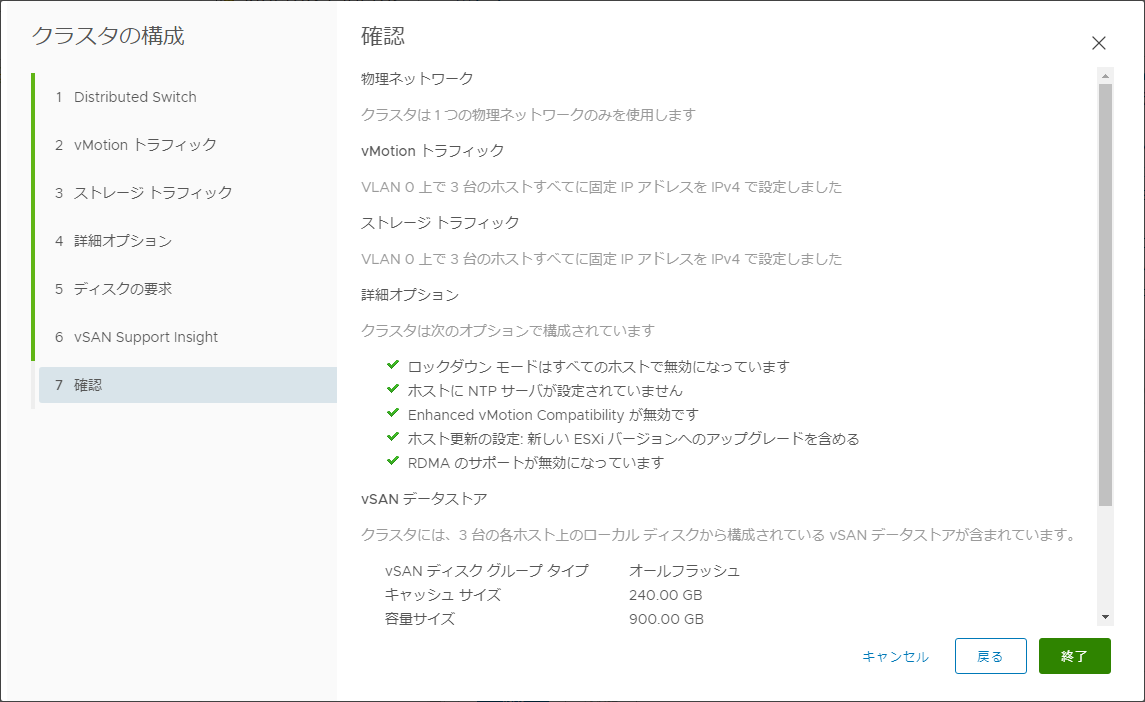 クラスタの構成
1 Distributed Switch
2 vMotion トラフィック
3 ストレージ トラフィック
4 詳細オプション
5 ディスクの要求
6 vSAN Support Insight
7 確認
確認
物理ネットワーク
クラスタは 1 つの物理ネットワークのみを使用します
vMotion トラフィック
VLAN 0 上で 3 台のホストすべてに固定 IP アドレスを IPv4 で設定しました
ストレージ トラフィック
VLAN 0 上で 3 台のホストすべてに固定 IP アドレスを IPv4 で設定しました
詳細オプション
クラスタは次のオプションで構成されています
ロックダウン モードはすべてのホストで無効になっています
ホストに NTP サーバが設定されていません
Enhanced vMotion Compatibility が無効です
ホスト更新の設定: 新しい ESXi バージョンへのアップグレードを含める
RDMA のサポートが無効になっています
vSAN データストア
クラスタには、3 台の各ホスト上のローカル ディスクから構成されている vSAN データストアが含まれています。
vSAN ディスク グループ タイプ オールフラッシュ
キャッシュ サイズ 240.00 GB
容量サイズ 900.00 GB
キャンセル 戻る 終了